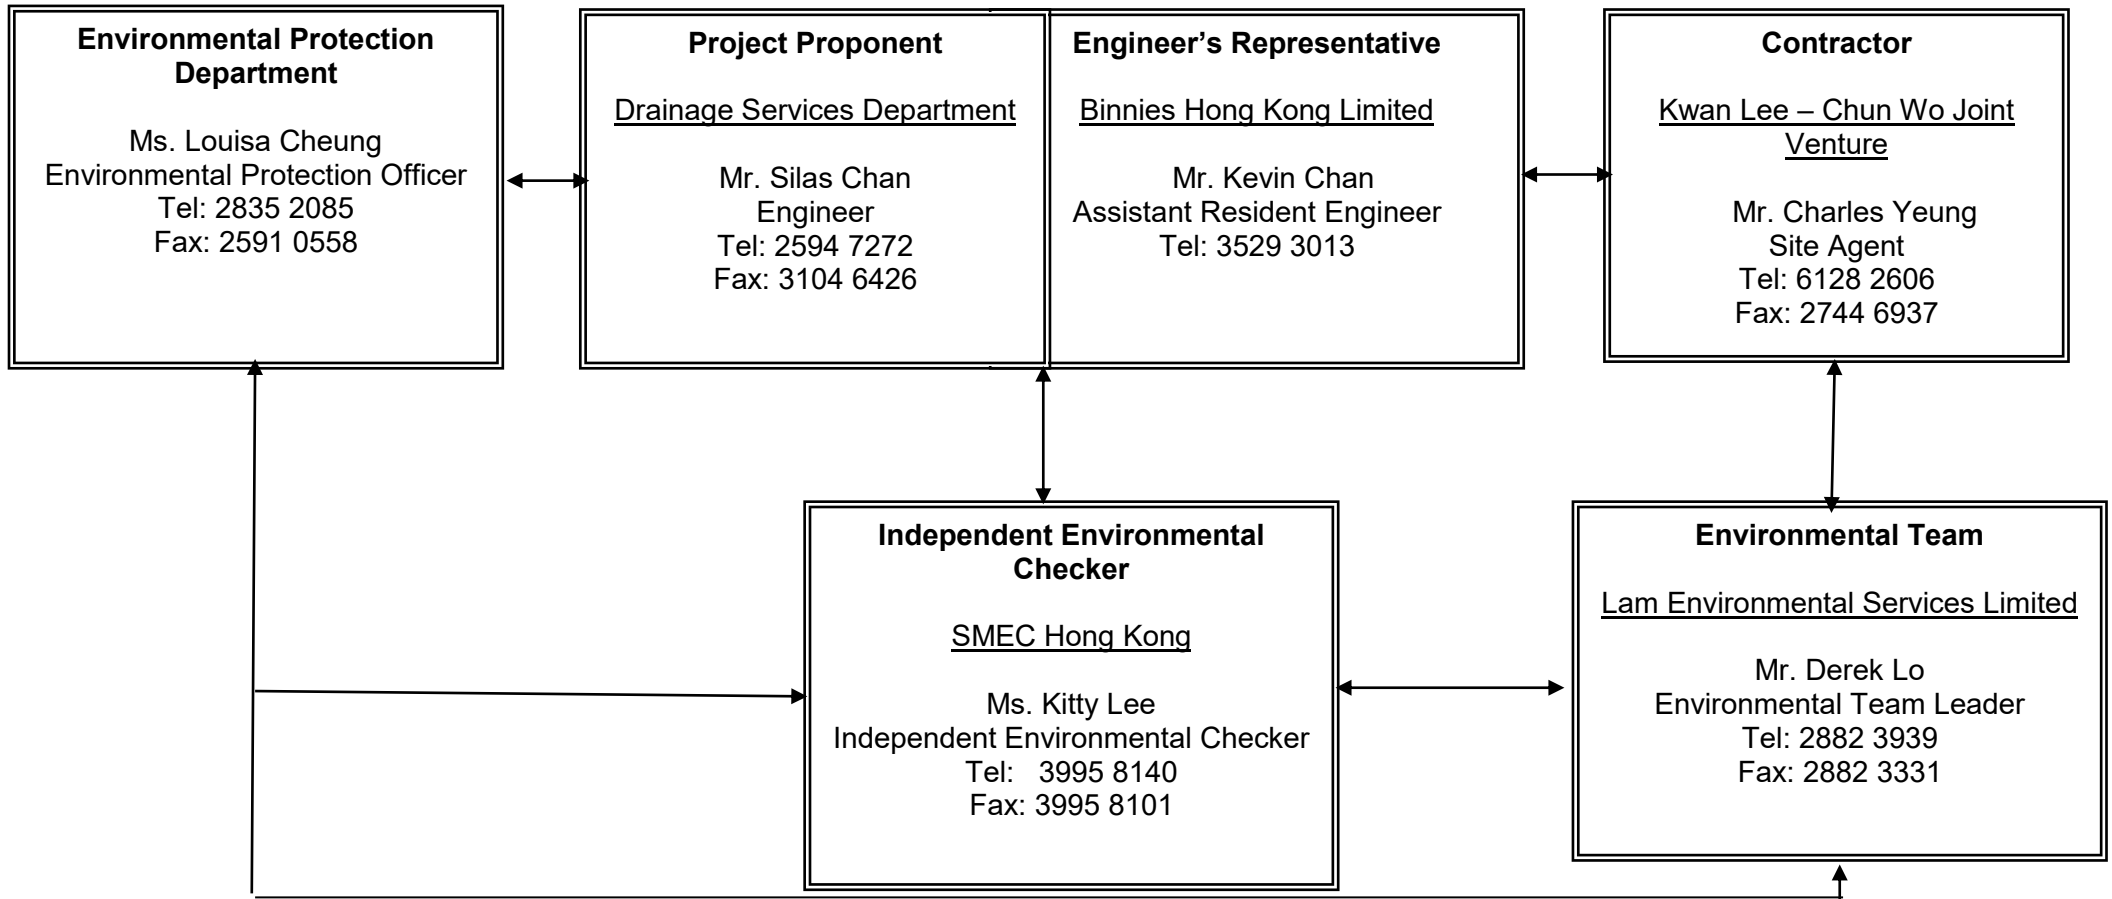 Environmental Protection
Department
Ms. Louisa Cheung
Environmental Protection Officer
Tel: 2835 2085
Fax: 2591 0558
Project Proponent
Drainage Services Department
Mr. Silas Chan
Engineer
Tel: 2594 7272
Fax: 3104 6426
Engineer’s Representative
Binnies Hong Kong Limited
Mr. Kevin Chan
Assistant Resident Engineer
Tel: 3529 3013
Contractor
Kwan Lee – Chun Wo Joint
Venture
Mr. Charles Yeung
Site Agent
Tel: 6128 2606
Fax: 2744 6937
Independent Environmental
Checker
SMEC Hong Kong
Ms. Kitty Lee
Independent Environmental Checker
Tel: 3995 8140
Fax: 3995 8101
Environmental Team
Lam Environmental Services Limited
Mr. Derek Lo
Environmental Team Leader
Tel: 2882 3939
Fax: 2882 3331